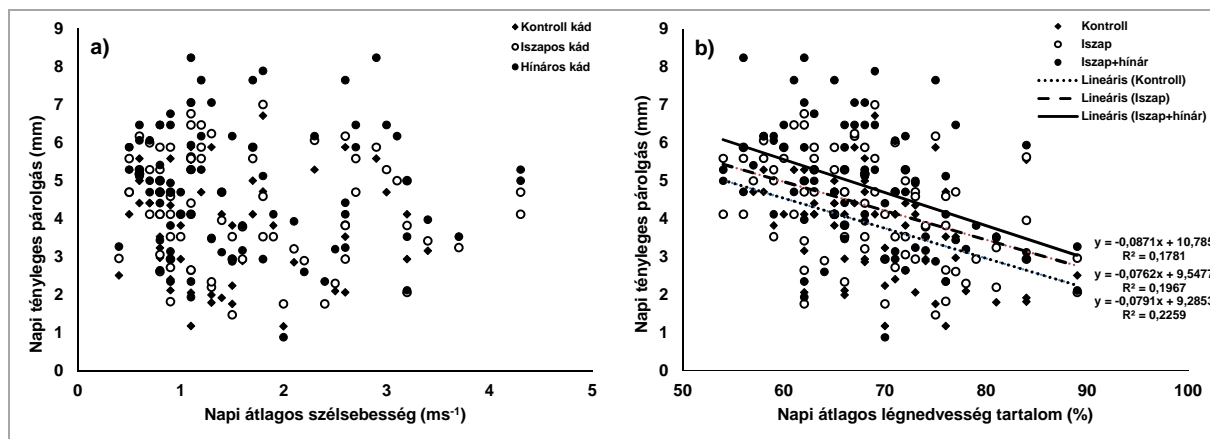 a)
Kontroll kád
Iszapos kád
Hínáros kád
Napi tényleges párolgás (mm)
9
8
7
6
5
4
3
2
1
0
0 1 2 3 4 5
Napi átlagos szélsebesség (ms-1)
b)
Kontroll
Iszap
Iszap+hínár
Lineáris (Kontroll)
Lineáris (Iszap)
Lineáris (Iszap+hínár)
Napi tényleges párolgás (mm)
9
8
7
6
5
4
3
2
1
0
y = -0,0871x + 10,785
R² = 0,1781
y = -0,0762x + 9,5477
R² = 0,1967
y = -0,0791x + 9,2853
R² = 0,2259
50 60 70 80 90 100
Napi átlagos légnedvesség tartalom (%)